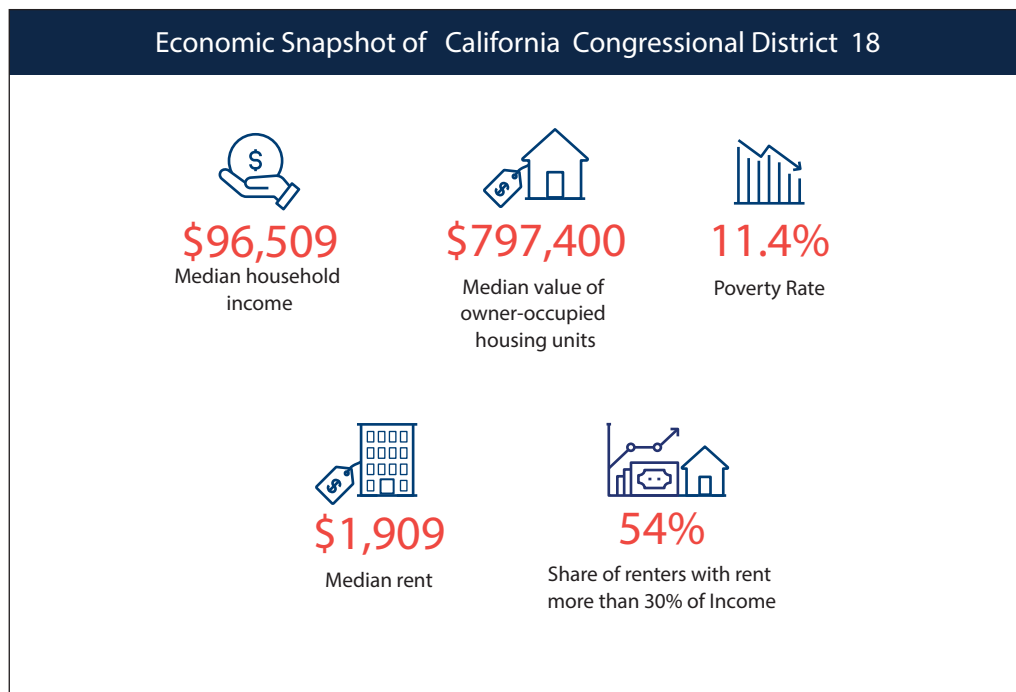 Economic Snapshot of California Congressional District 18
$
$
$96,509
Median household
income
$797,400
Median value of
owner-occupied
housing units
11.4%
Poverty Rate
$
$1,909
Median rent
54%
Share of renters with rent
more than 30% of Income